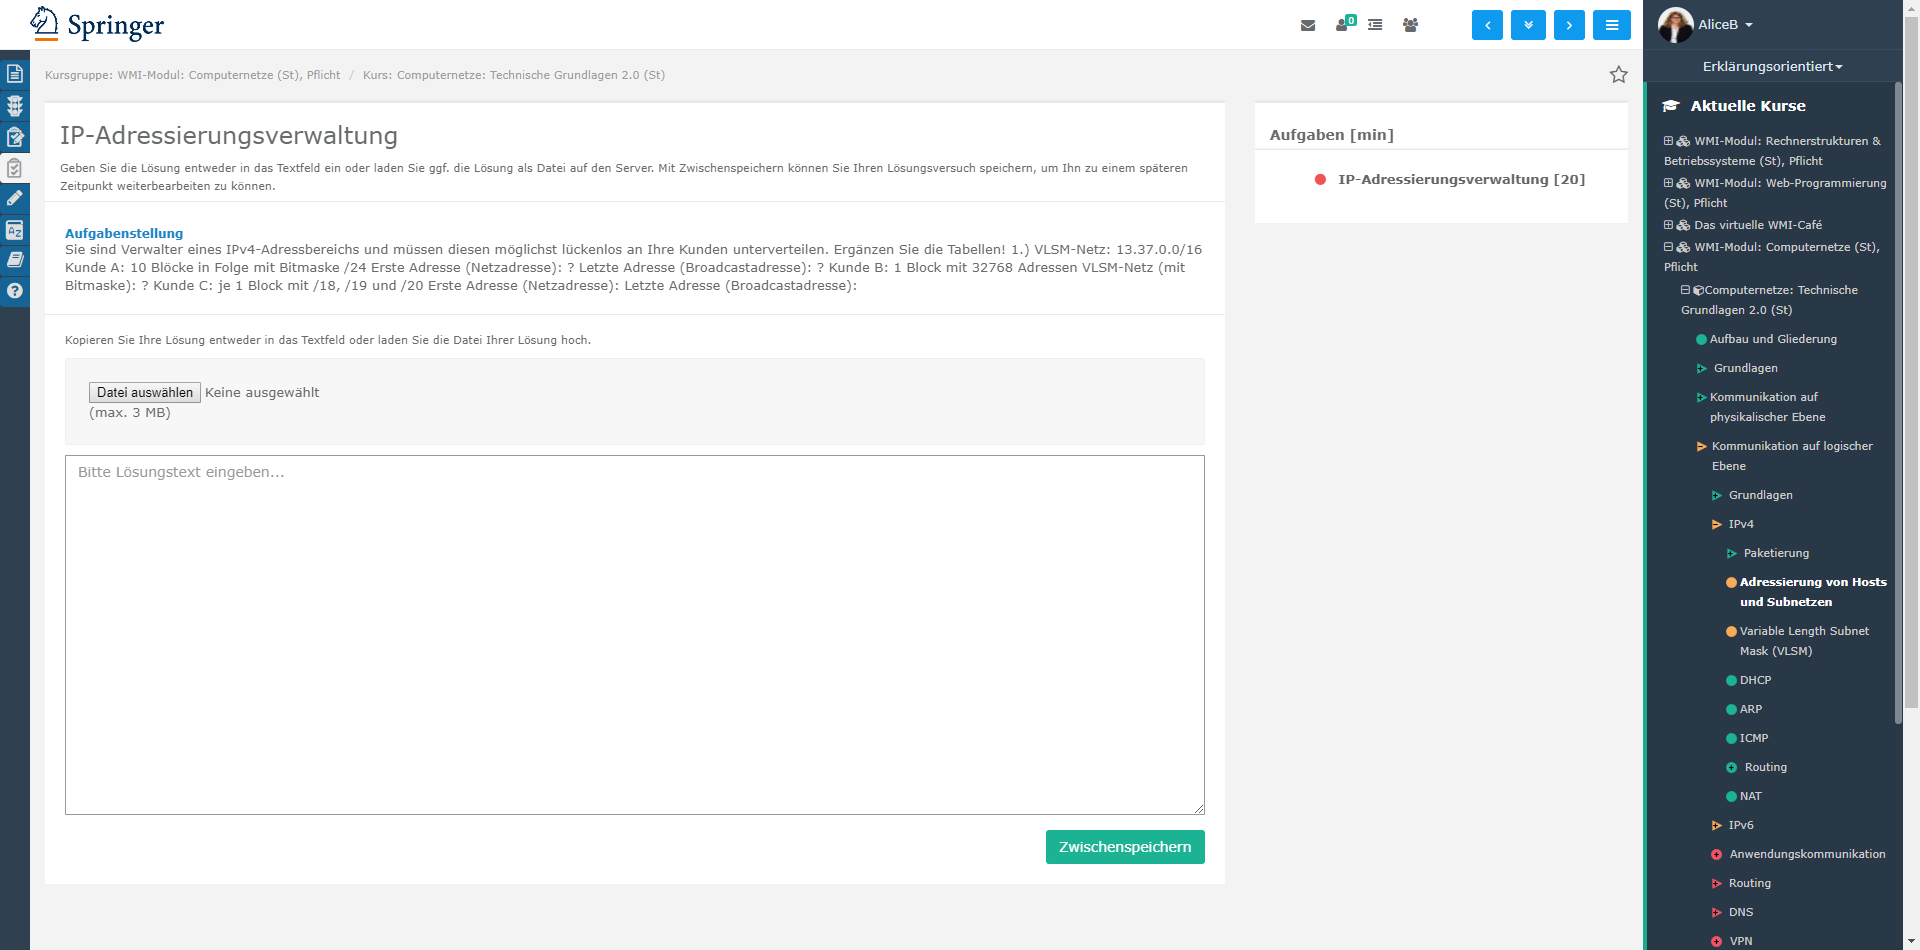 Springer
0
AliceB
Erklärungsorientiert
Kursgruppe: WMI-Modul: Computernetze (St), Pflicht / Kurs: Computernetze: Technische Grundlagen 2.0 (St)
IP-Adressierungsverwaltung
Geben Sie die Lösung entweder in das Textfeld ein oder laden Sie ggf. die Lösung als Datei auf den Server. Mit Zwischenspeichern können Sie Ihren Lösungsversuch speichern, um Ihn zu einem späteren
Zeitpunkt weiterbearbeiten zu können.
Aufgabenstellung
Sie sind Verwalter eines IPv4-Adressbereichs und müssen diesen möglichst lückenlos an Ihre Kunden unterverteilen. Ergänzen Sie die Tabellen! 1.) VLSM-Netz: 13.37.0.0/16
Kunde A: 10 Blöcke in Folge mit Bitmaske /24 Erste Adresse (Netzadresse): ? Letzte Adresse (Broadcastadresse): ? Kunde B: 1 Block mit 32768 Adressen VLSM-Netz (mit
Bitmaske): ? Kunde C: je 1 Block mit /18, /19 und /20 Erste Adresse (Netzadresse): Letzte Adresse (Broadcastadresse):
Kopieren Sie Ihre Lösung entweder in das Textfeld oder laden Sie die Datei Ihrer Lösung hoch.
Datei auswählen Keine ausgewählt
(max. 3 MB)
Bitte Lösungstext eingeben...
Zwischenspeichern
Aufgaben [min]
IP-Adressierungsverwaltung [20]
Aktuelle Kurse
WMI-Modul: Rechnerstrukturen &
Betriebssysteme (St), Pflicht
WMI-Modul: Web-Programmierung
(St), Pflicht
Das virtuelle WMI-Café
WMI-Modul: Computernetze (St),
Pflicht
Computernetze: Technische
Grundlagen 2.0 (St)
Aufbau und Gliederung
Grundlagen
Kommunikation auf
physikalischer Ebene
Kommunikation auf logischer
Ebene
Grundlagen
IPv4
Paketierung
Adressierung von Hosts
und Subnetzen
Variable Length Subnet
Mask (VLSM)
DHCP
ARP
ICMP
Routing
NAT
IPv6
Anwendungskommunikation
Routing
DNS
VPN